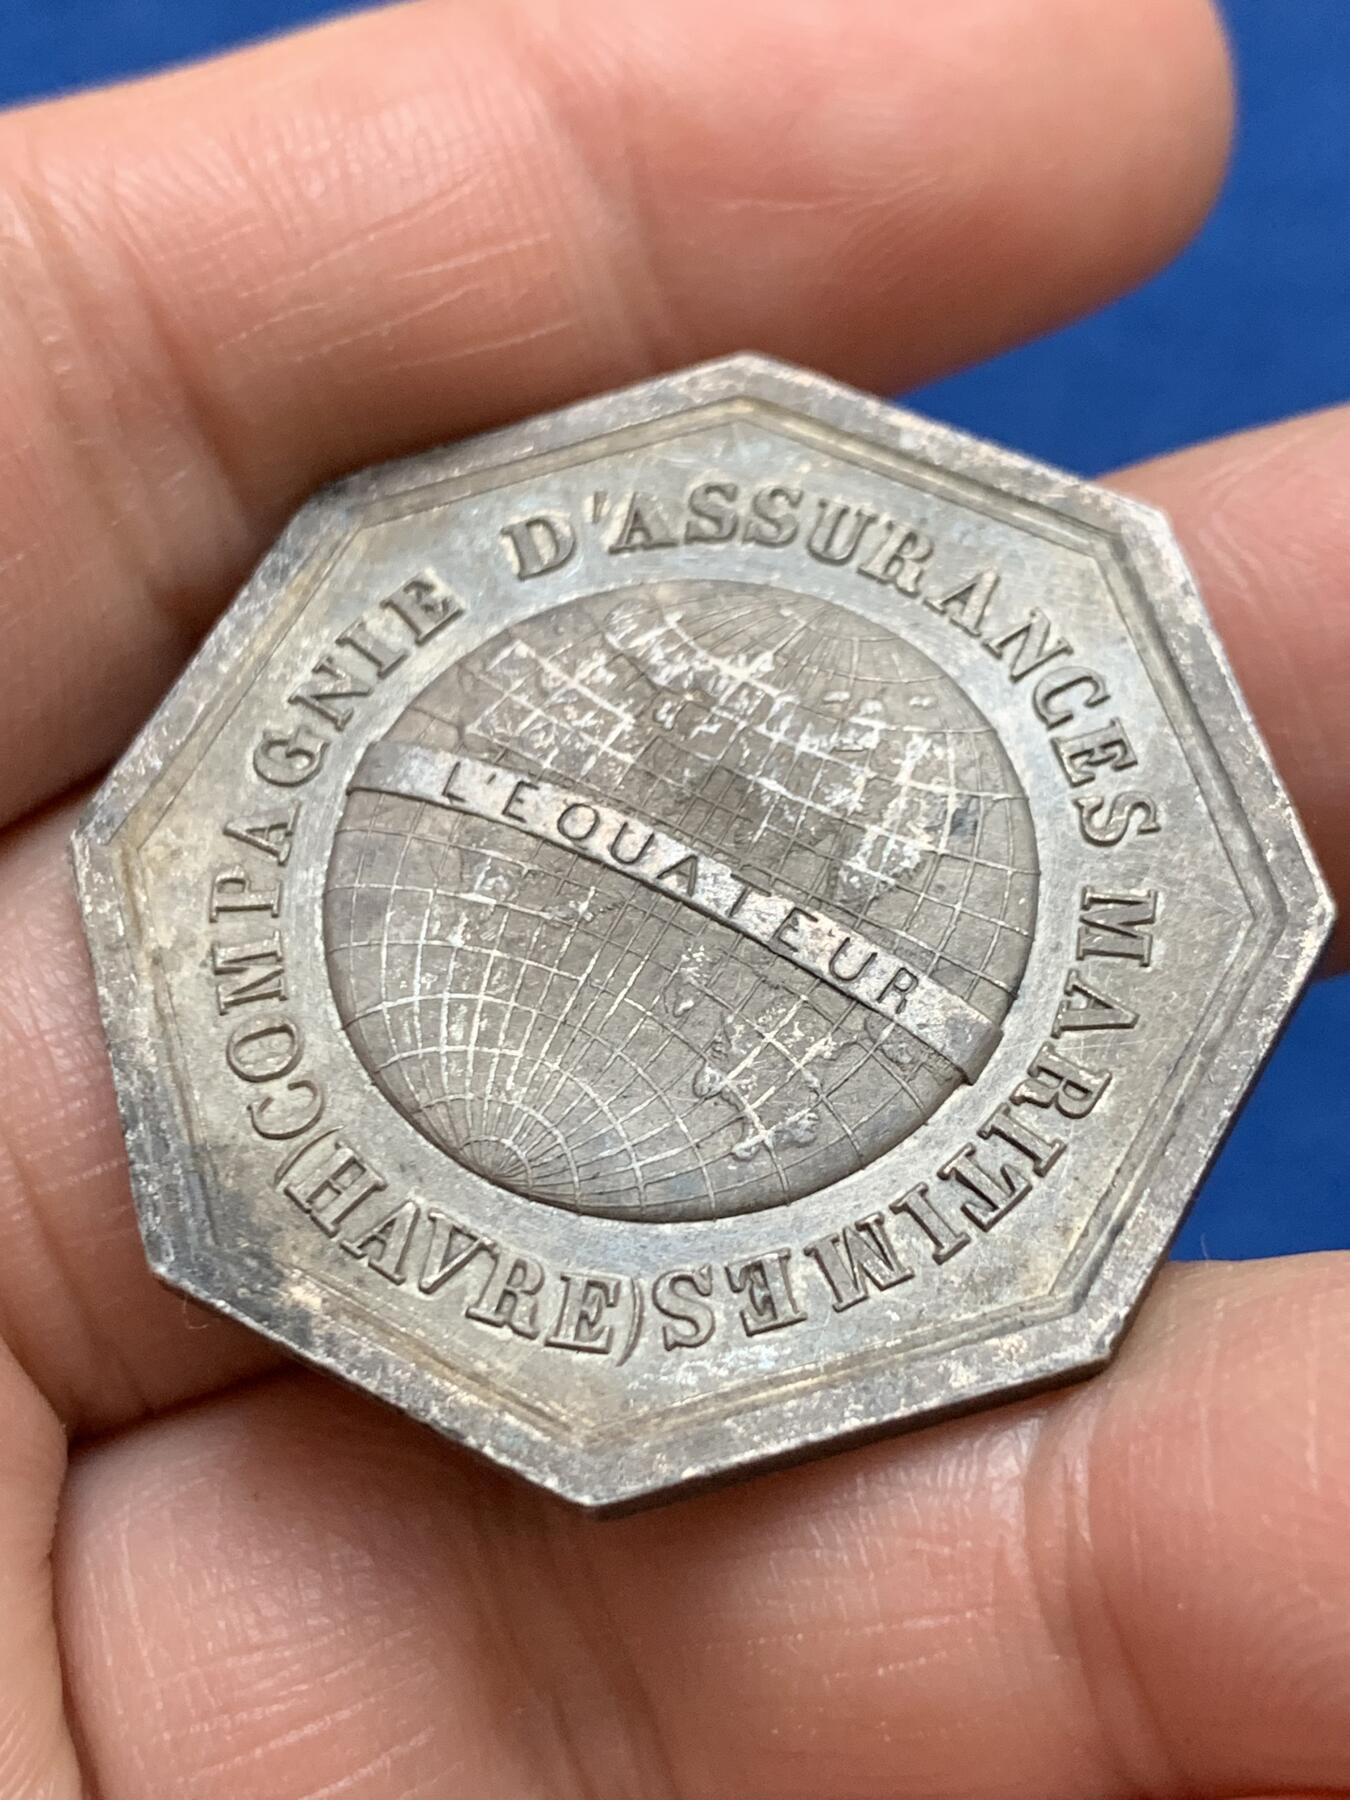 COMPAGNIE D'ASSURANCES MARITIMES
(HAVRE)
L'EQUATEUR